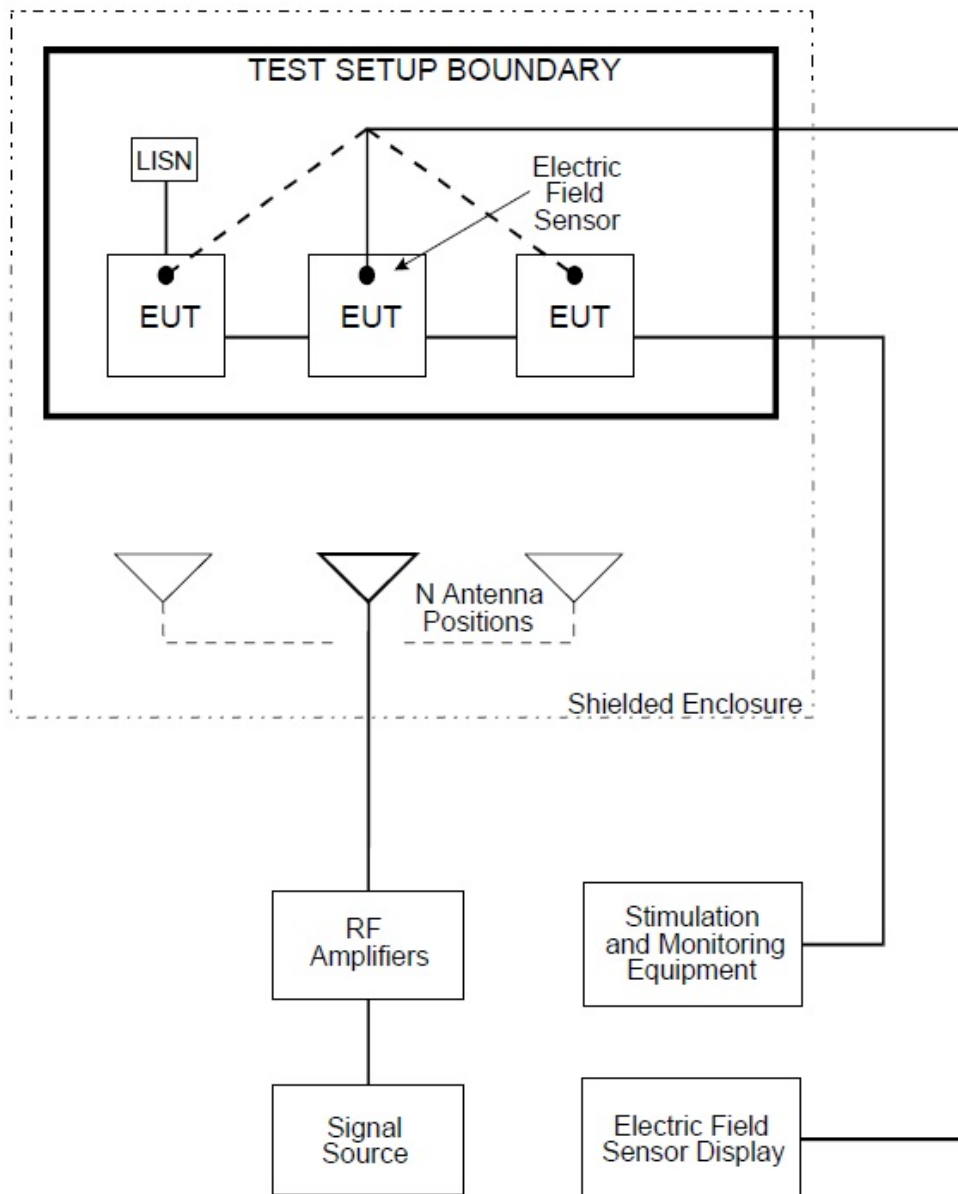 TEST SETUP BOUNDARY
LISN
Electric
Field
Sensor
EUT
EUT
EUT
N Antenna
Positions
Shielded Enclosure
RF
Amplifiers
Stimulation
and Monitoring
Equipment
Signal
Source
Electric Field
Sensor Display